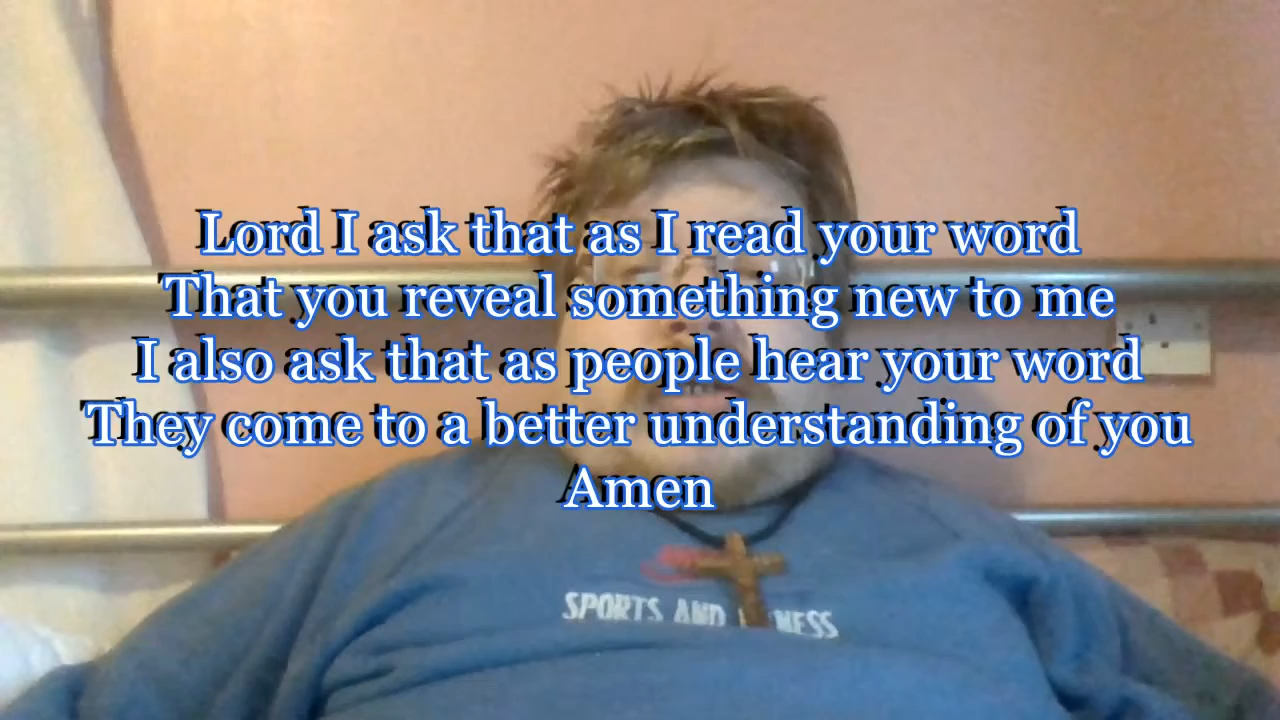 Lord I ask that as I read your word
That you reveal something new to me
I also ask that as people hear your word
They come to a better understanding of you
Amen
SPORTS AND